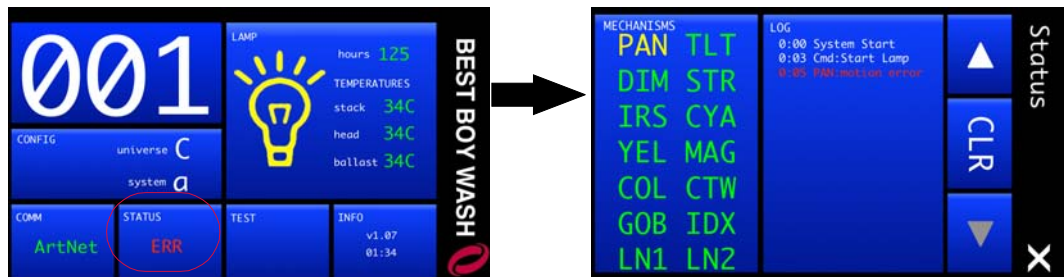 001
LAMP
hours 125
TEMPERATURES
stack 34C
head 34C
ballast 34C
CONFIG
universe C
system a
COMM
ArtNet
STATUS
ERR
TEST
INFO
v1.07
01:34
BEST BOY WASH
MECHANISMS
PAN TLT
DIM STR
IRS CYA
YEL MAG
COL CTW
GOB IDX
LN1 LN2
LOG
0:00 System Start
0:03 Cmd:Start Lamp
0:05 PAN:motion error
CLR
Status
X